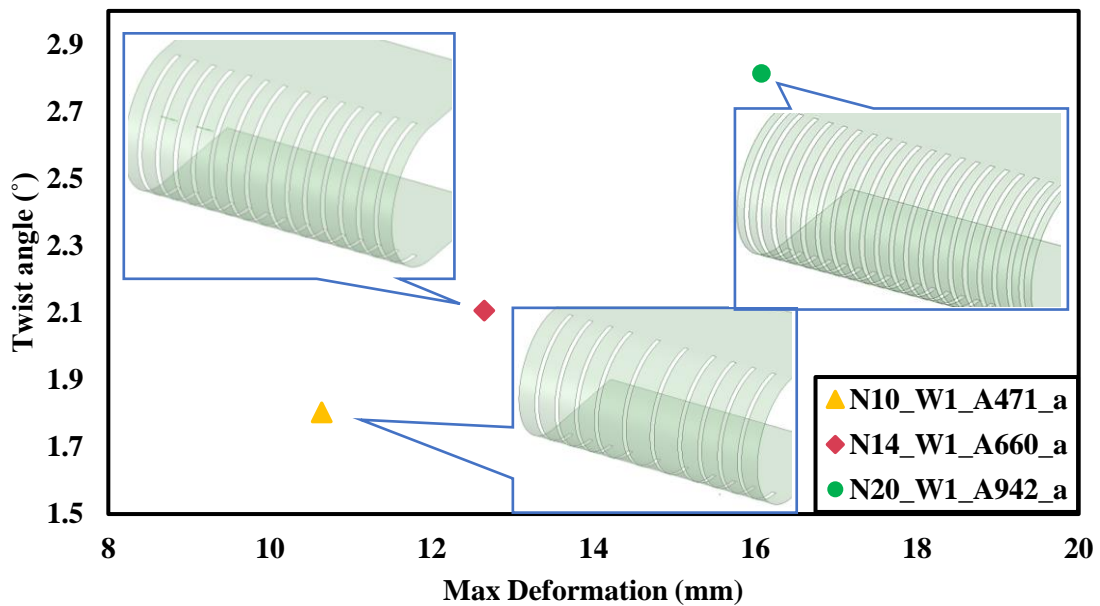 Twist angle (˚)
2.9
2.7
2.5
2.3
2.1
1.9
1.7
1.5
N10_W1_A471_a
N14_W1_A660_a
N20_W1_A942_a
8 10 12 14 16 18 20
Max Deformation (mm)